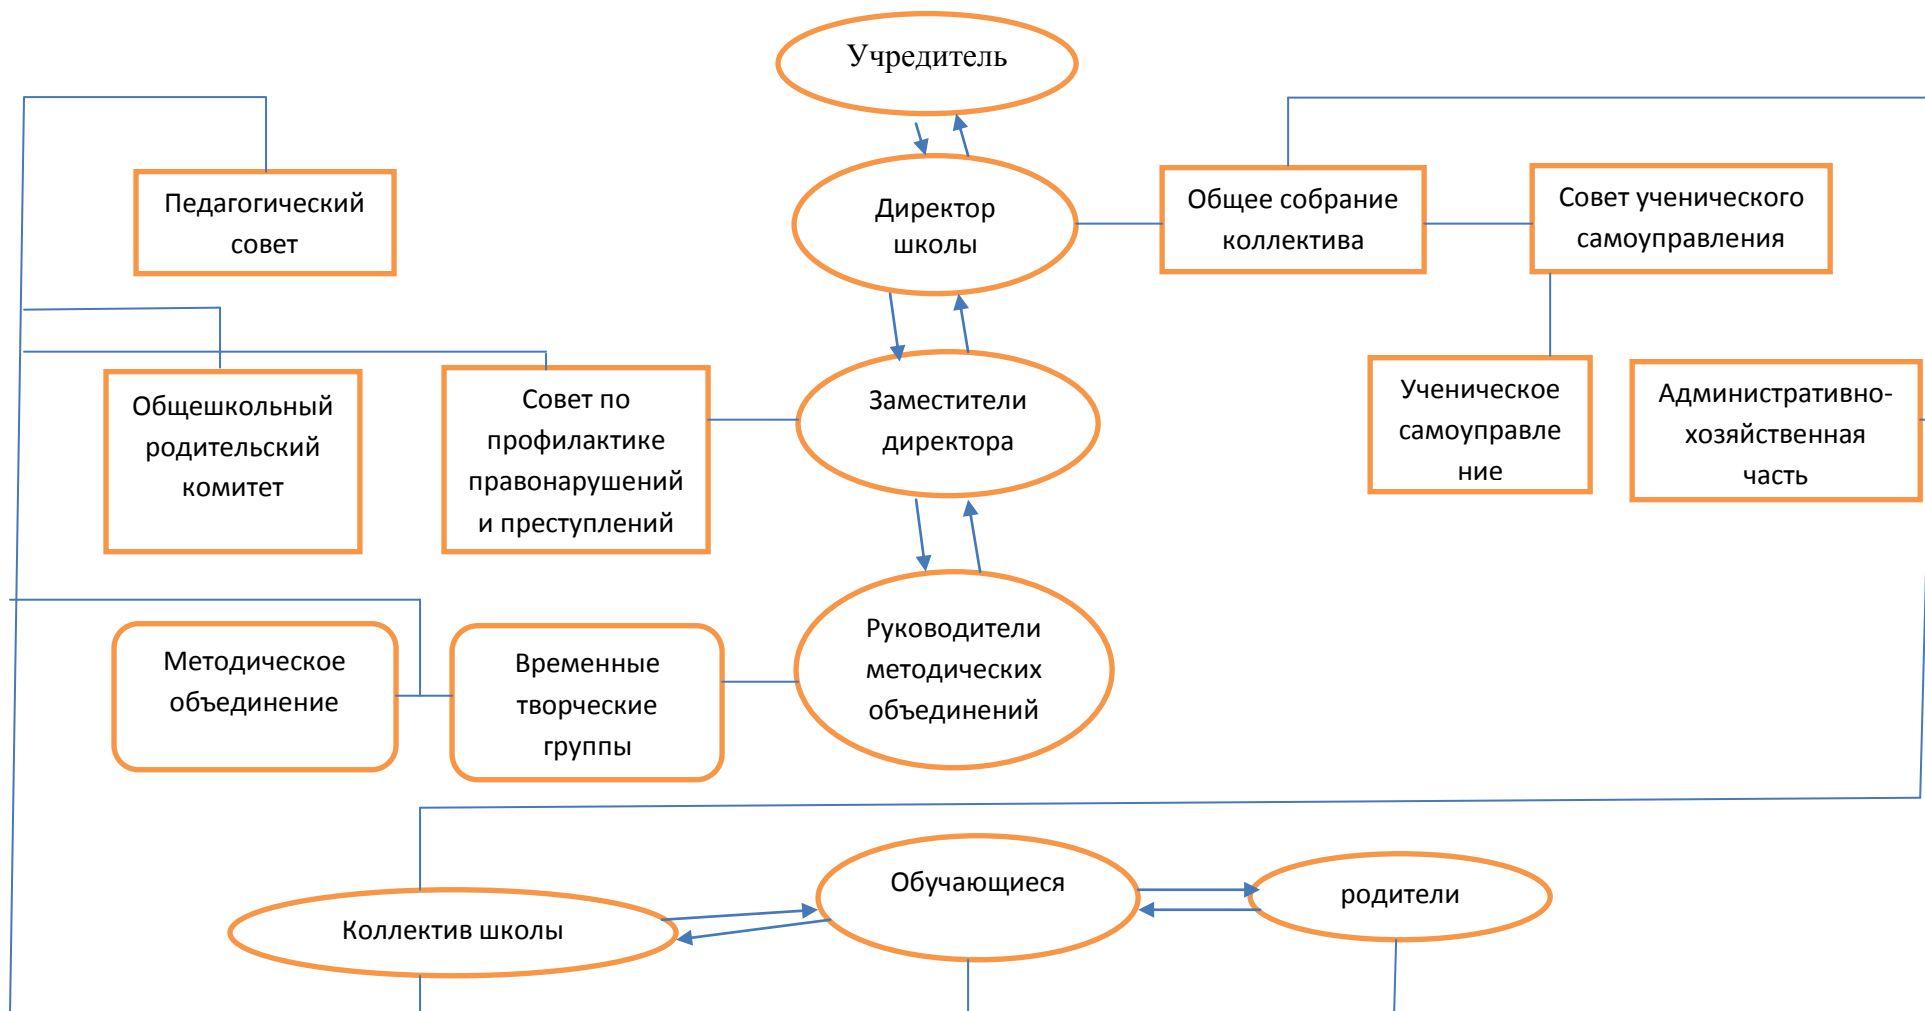 Учредитель
Педагогический
совет
Директор
школы
Общее собрание
коллектива
Совет ученического
самоуправления
Общешкольный
родительский
комитет
Совет по
профилактике
правонарушений
и преступлений
Заместители
директора
Ученическое
самоуправле
ние
Административно-
хозяйственная
часть
Методическое
объединение
Временные
творческие
группы
Руководители
методических
объединений
Коллектив школы
Обучающиеся
родители